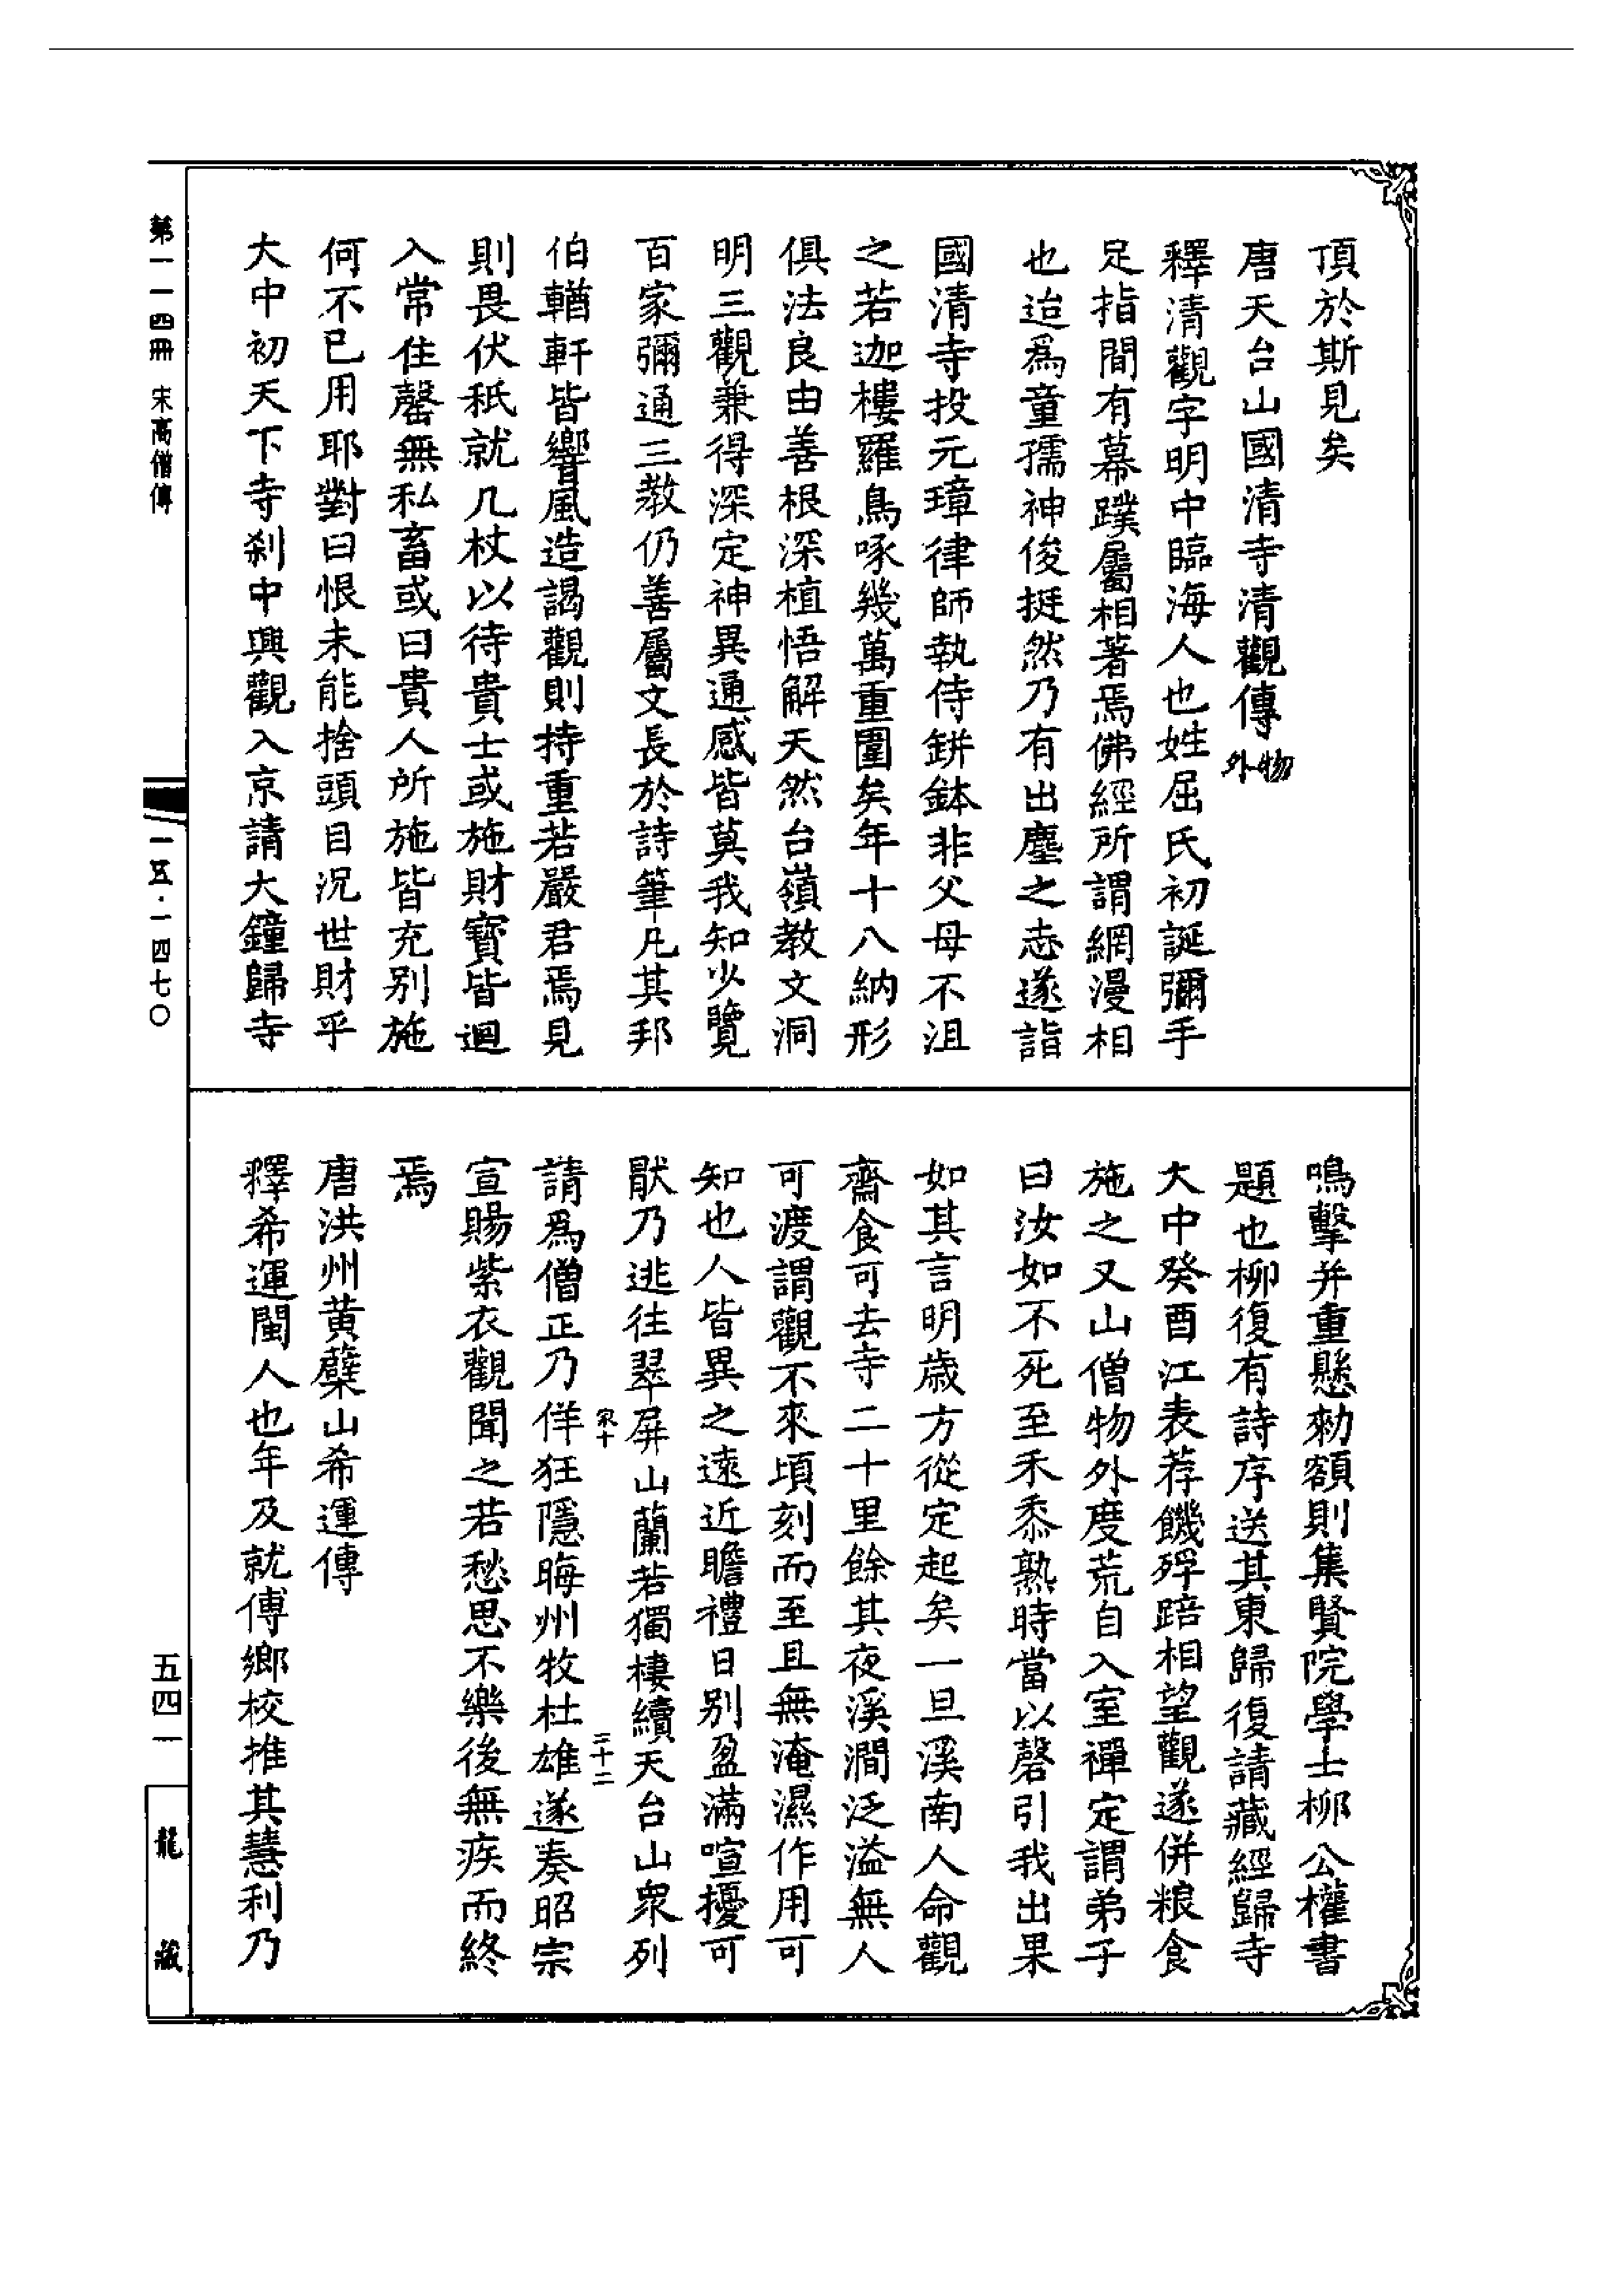 頂於斯見矣
唐天台山國清寺清觀傳物外
釋清觀字明中臨海人也姓屈氏初誕彌手
足指間有幕蹼屬相著焉佛經所謂網漫相
也迨爲童孺神俊挺然乃有出塵之志遂詣
國清寺投元璋律師執侍缾鉢非父母不沮
之若迦樓羅鳥啄幾萬重圍矣年十八納形
俱法良由善根深植悟解天然台嶺教文洞
明三觀兼得深定神異通感皆莫我知少覽
百家彌通三教仍善屬文長於詩筆凡其邦
伯輶軒皆嚮風造謁觀則持重若嚴君焉見
則畏伏秖就几杖以待貴士或施財寶皆迴
入常住罄無私畜或曰貴人所施皆充别施
何不已用耶對曰恨未能捨頭目況世財乎
大中初天下寺刹中興觀入京請大鐘歸寺
鳴擊并重懸勑額則集賢院學士柳公權書
題也柳復有詩序送其東歸復請藏經歸寺
大中癸酉江表荐饑殍踣相望觀遂併粮食
施之又山僧物外度荒自入室禪定謂弟子
曰汝如不死至禾黍熟時當以磬引我出果
如其言明歲方從定起矣一旦溪南人命觀
齋食可去寺二十里餘其夜溪澗泛溢無人
可渡謂觀不來頃刻而至且無淹濕作用可
知也人皆異之遠近瞻禮日别盈滿喧擾可
猒乃逃往翠屏山蘭若獨棲續天台山衆列
家十
三十二
請爲僧正乃佯狂隱晦州牧杜雄遂奏昭宗
宣賜紫衣觀聞之若愁思不樂後無疾而終
焉
唐洪州黄蘗山希運傳
釋希運閩人也年及就傅鄉校推其慧利乃
第一一四冊 宋高僧傳
一五·一四七〇
五四一
龍藏